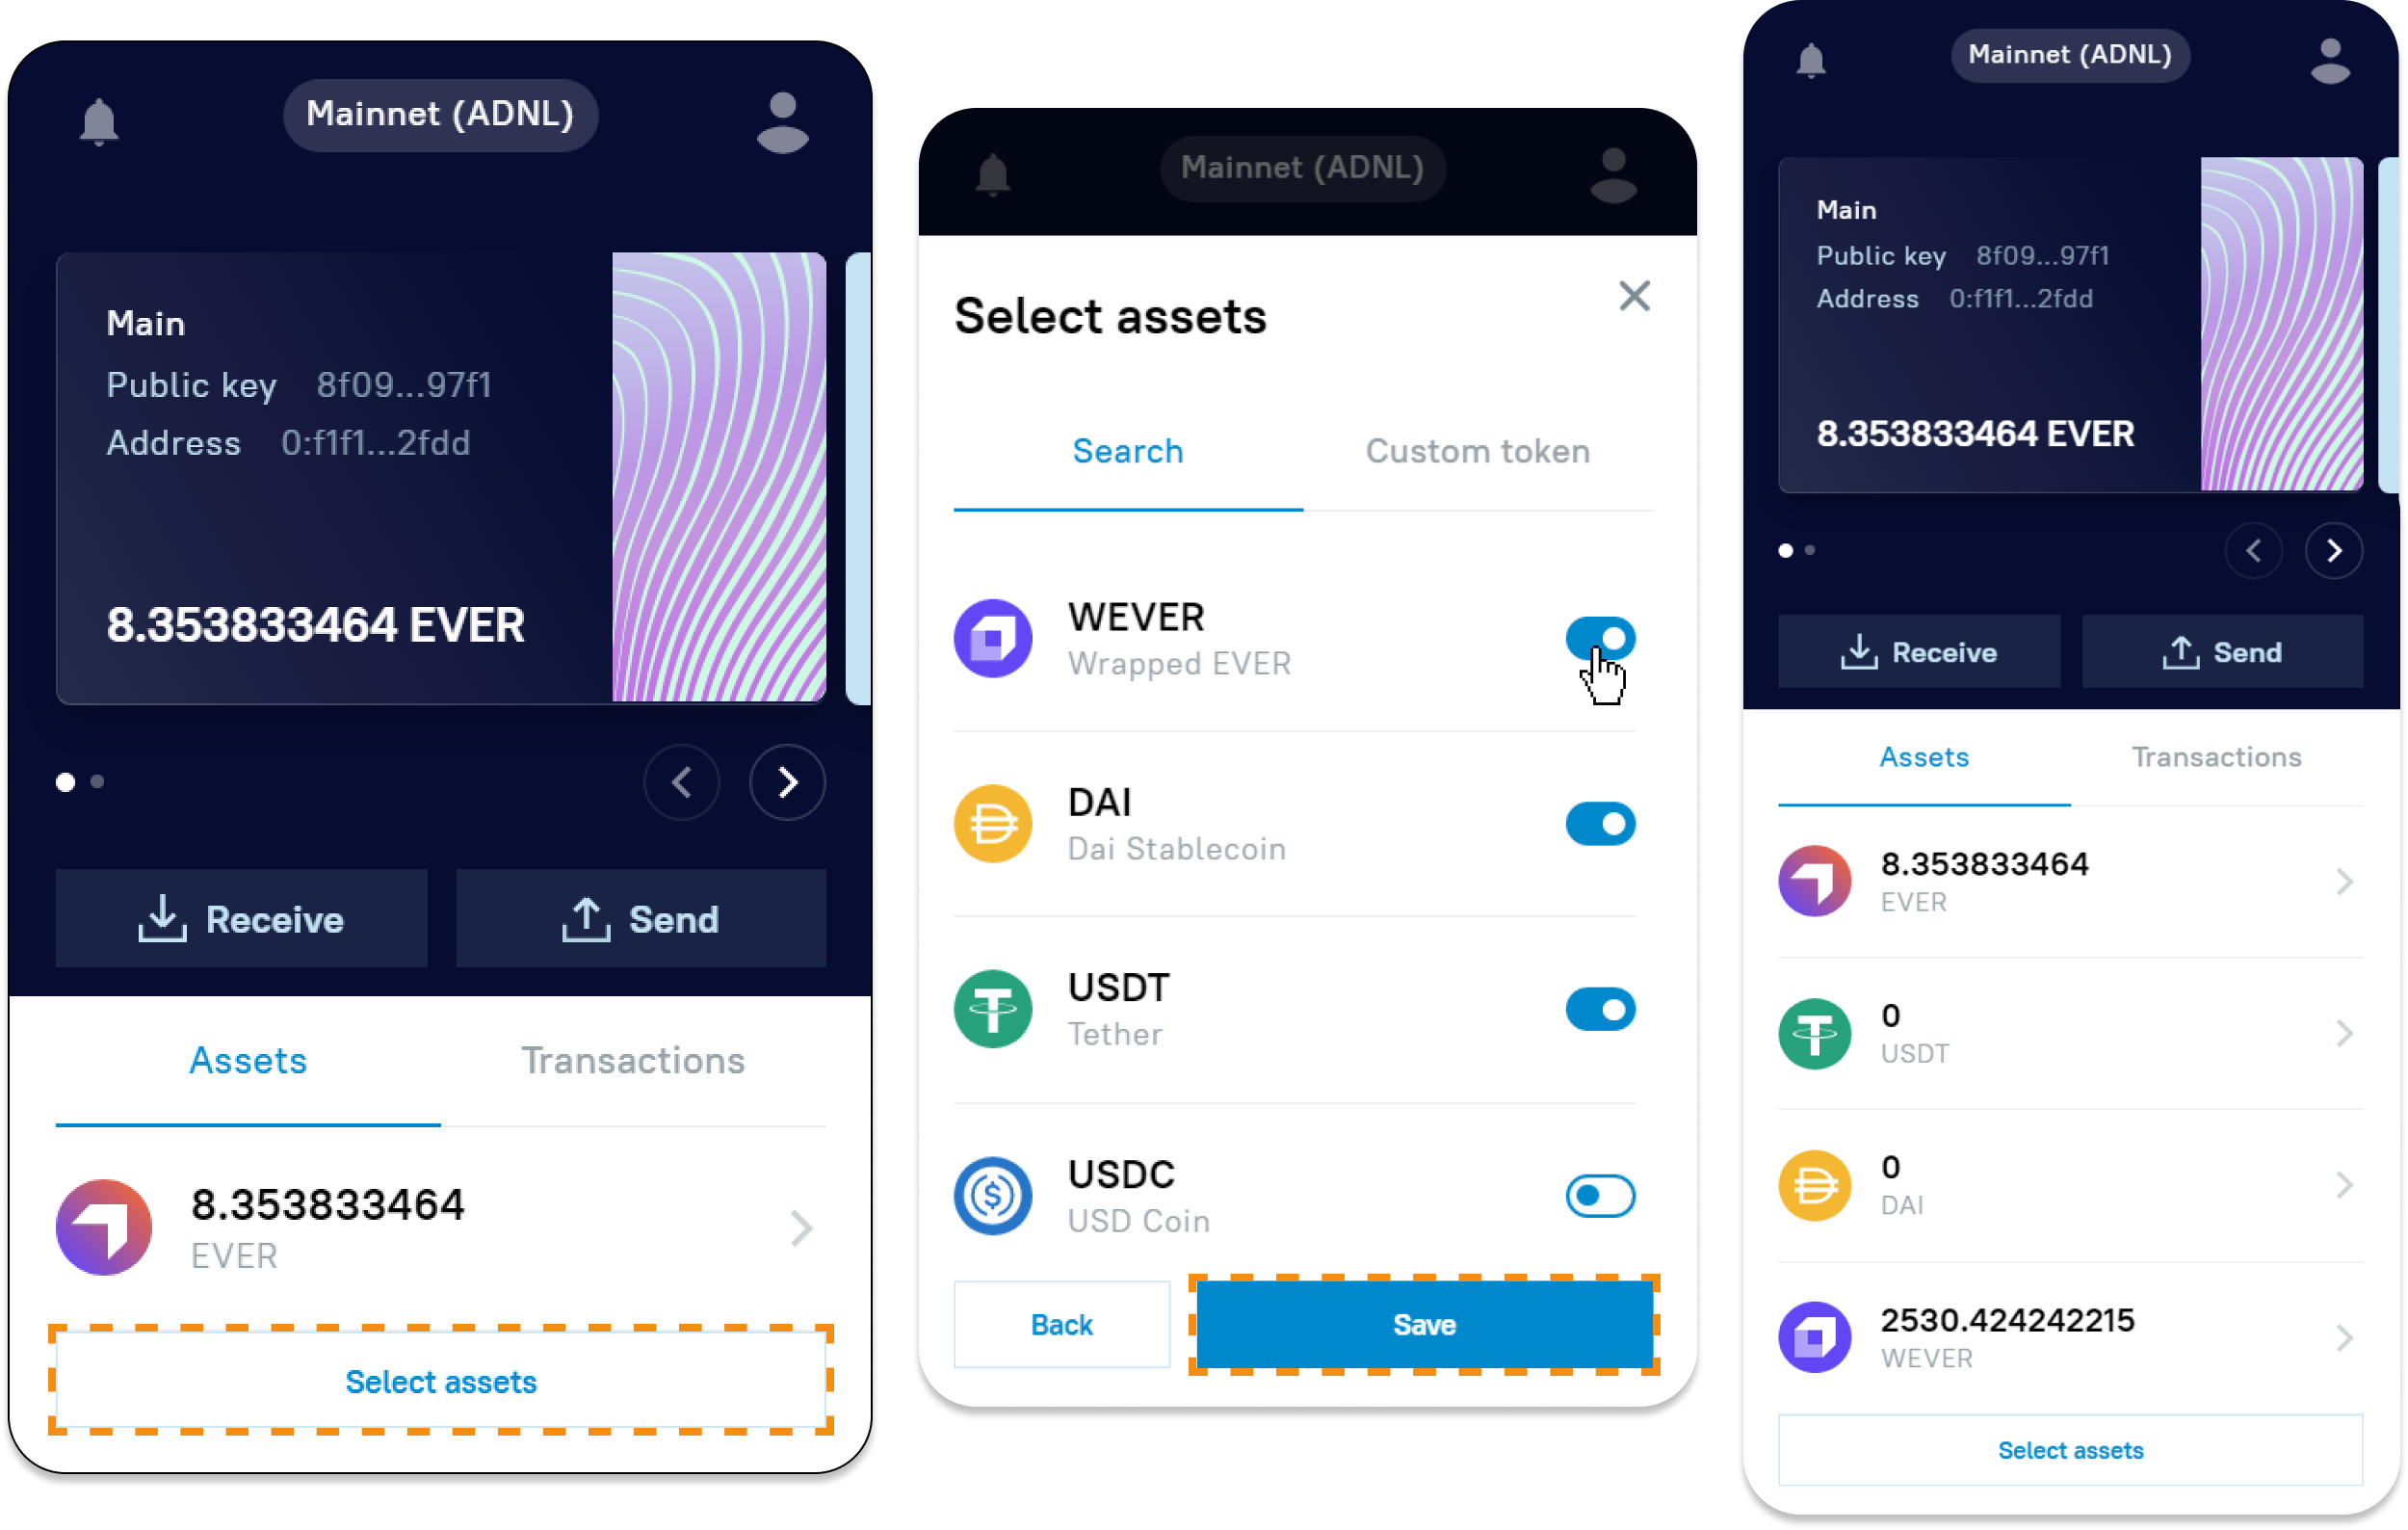 Mainnet (ADNL)
Main
Public key 8f09...97f1
Address 0:f1f1...2fdd
8.353833464 EVER
Receive
Send
Assets
Transactions
8.353833464
EVER
Select assets
Mainnet (ADNL)
Select assets
Search
Custom token
WEVER
Wrapped EVER
DAI
Dai Stablecoin
USDT
Tether
USDC
USD Coin
Back
Save
Mainnet (ADNL)
Main
Public key 8f09...97f1
Address 0:f1f1...2fdd
8.353833464 EVER
Receive
Send
Assets
Transactions
8.353833464
EVER
0
USDT
0
DAI
2530.424242215
WEVER
Select assets